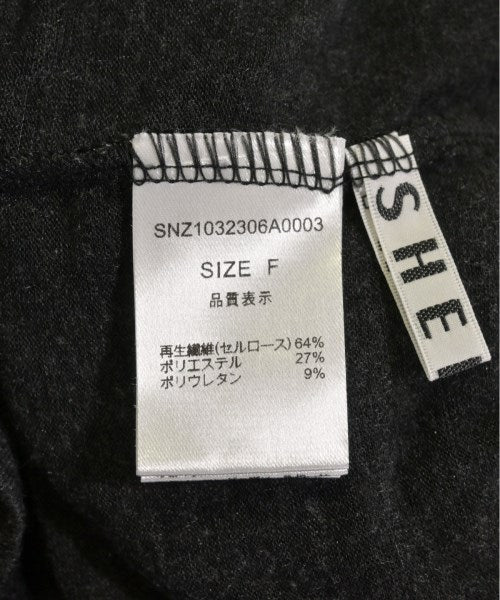 SNZ1032306A0003
SIZE F
品質表示
再生繊維(セルロース) 64%
ポリエステル 27%
ポリウレタン 9%
SHE